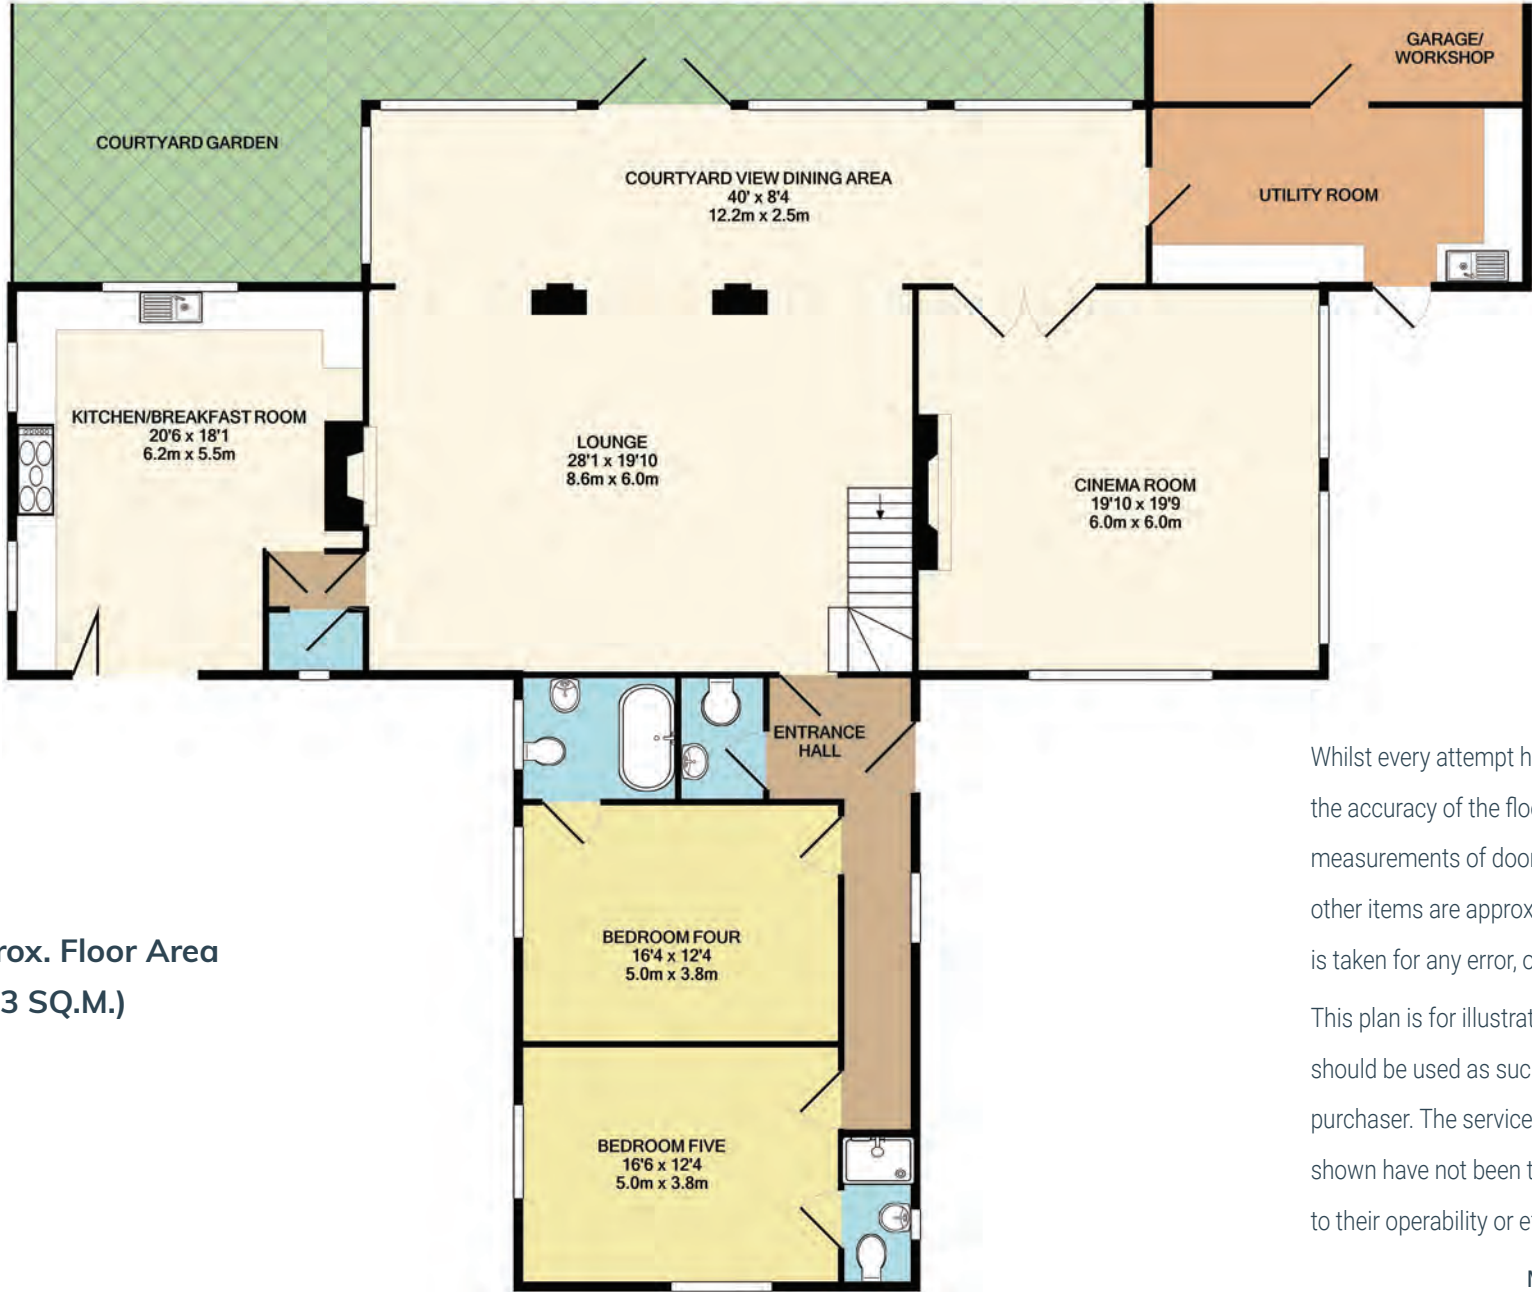 GARAGE/
WORKSHOP
COURTYARD GARDEN
COURTYARD VIEW DINING AREA
40' x 8'4
12.2m x 2.5m
UTILITY ROOM
KITCHEN/BREAKFAST ROOM
20'6 x 18'1
6.2m x 5.5m
LOUNGE
28'1 x 19'10
8.6m x 6.0m
CINEMA ROOM
19'10 x 19'9
6.0m x 6.0m
ENTRANCE
HALL
BEDROOM FOUR
16'4 x 12'4
5.0m x 3.8m
BEDROOM FIVE
16'6 x 12'4
5.0m x 3.8m
rox. Floor Area
3 SQ.M.)
Whilst every attempt h
the accuracy of the flo
measurements of door
other items are approx
is taken for any error, o
This plan is for illustrat
should be used as suc
purchaser. The service
shown have not been t
to their operability or e